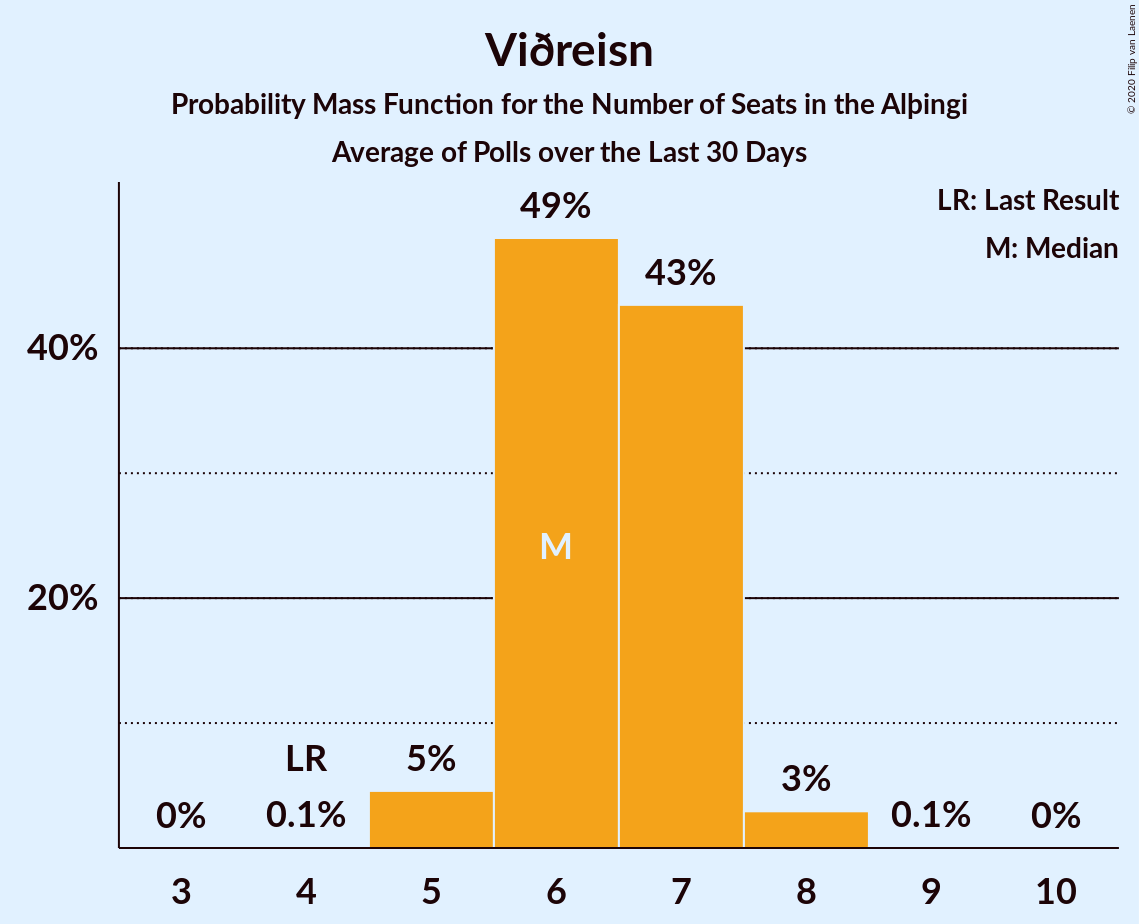 Viðreisn
Probability Mass Function for the Number of Seats in the Alþingi
Average of Polls over the Last 30 Days
© 2020 Filip van Laenen
LR: Last Result
M: Median
49%
43%
40%
M
20%
LR
5%
3%
0%
0.1%
0.1%
0%
3 4 5 6 7 8 9 10